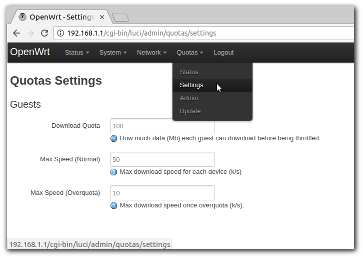 OpenWrt - Settings
192.168.1.1/cgi-bin/luci/admin/quotas/settings
OpenWrt Status System Network Quotas Logout
Status
Settings
Admin
Update
Quotas Settings
Guests
Download Quota 100
How much data (Mb) each guest can download before being throttled.
Max Speed (Normal) 50
Max download speed for each device (k/s)
Max Speed (Overquota) 10
Max download speed once overquota (k/s).
192.168.1.1/cgi-bin/luci/admin/quotas/settings